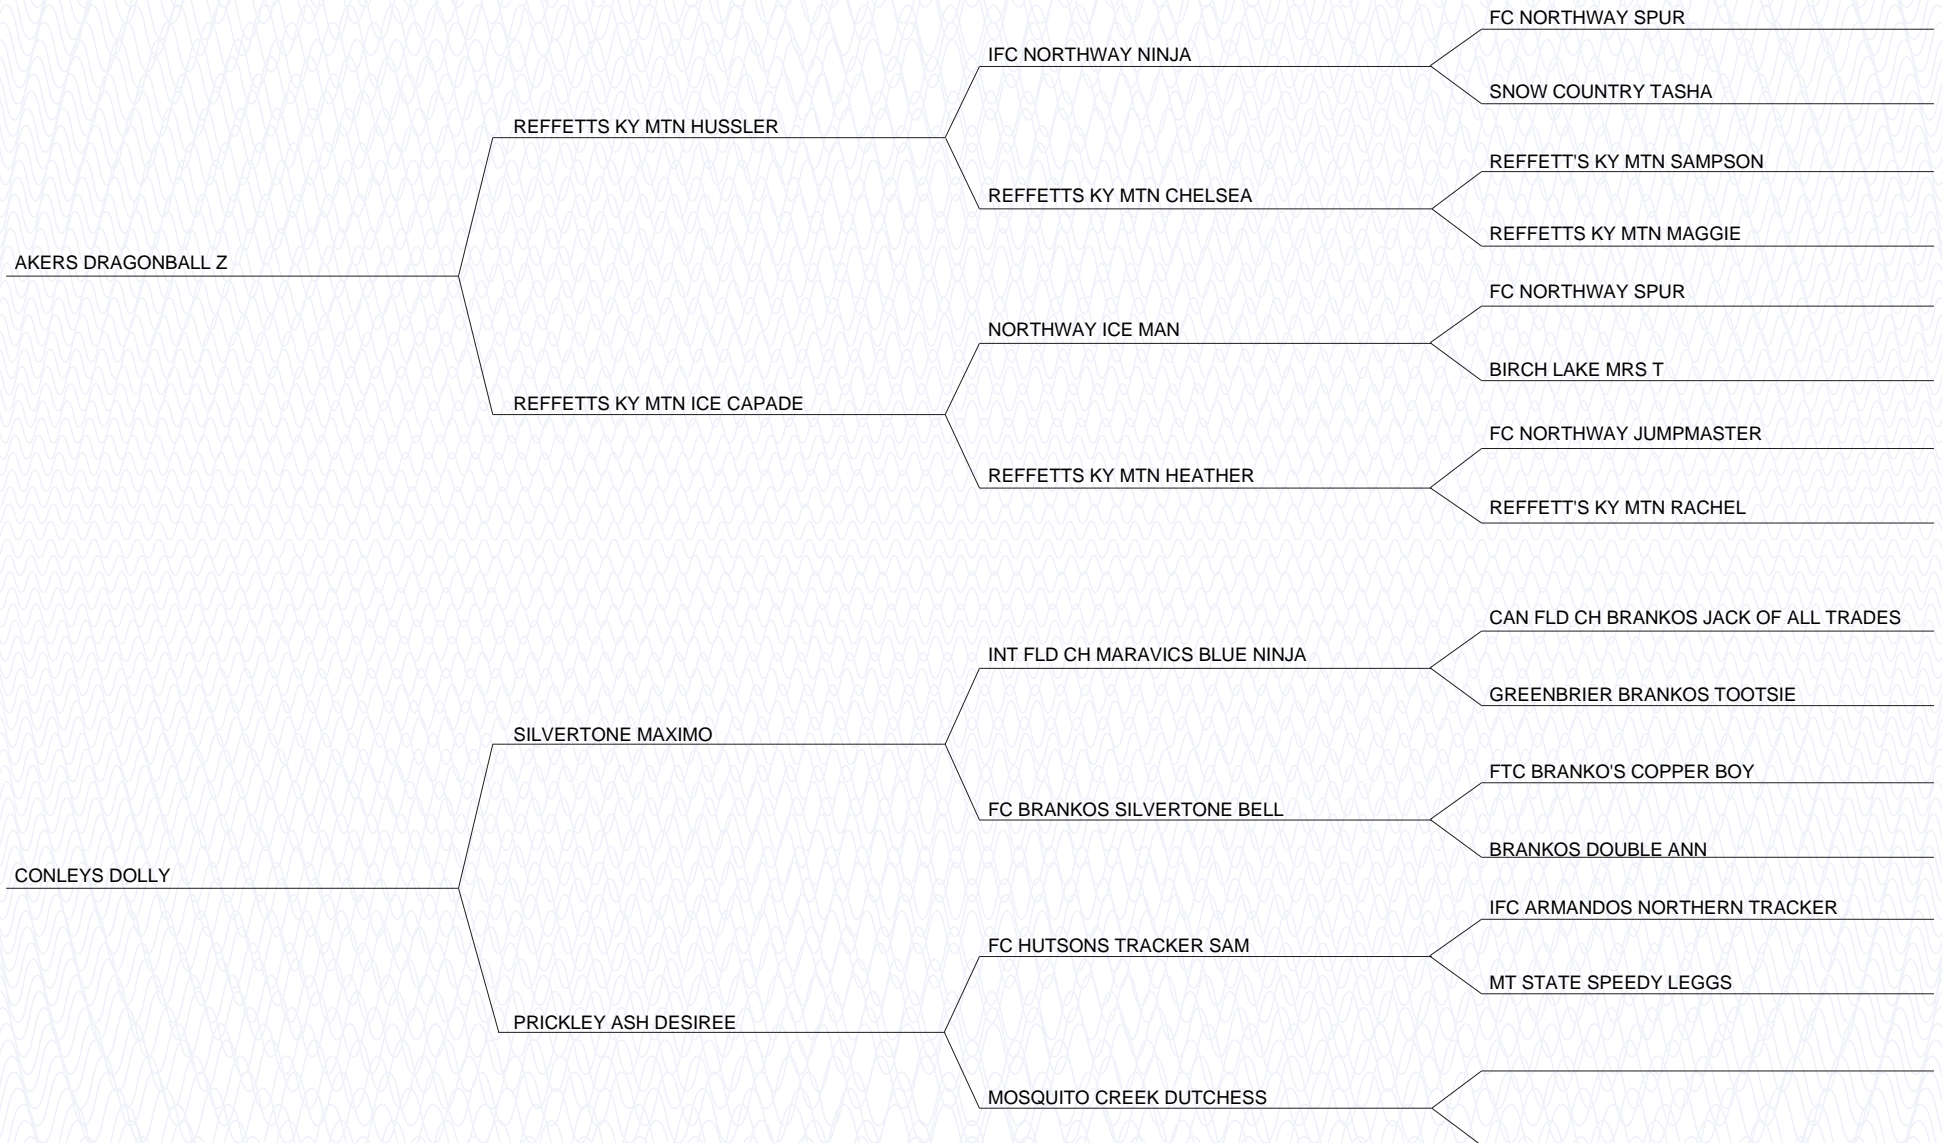 FC NORTHWAY SPUR
IFC NORTHWAY NINJA
SNOW COUNTRY TASHA
REFFETTS KY MTN HUSSLER
REFFETT'S KY MTN SAMPSON
REFFETTS KY MTN CHELSEA
REFFETTS KY MTN MAGGIE
AKERS DRAGONBALL Z
FC NORTHWAY SPUR
NORTHWAY ICE MAN
BIRCH LAKE MRS T
REFFETTS KY MTN ICE CAPADE
FC NORTHWAY JUMPMASTER
REFFETTS KY MTN HEATHER
REFFETT'S KY MTN RACHEL
CAN FLD CH BRANKOS JACK OF ALL TRADES
INT FLD CH MARAVICS BLUE NINJA
GREENBRIER BRANKOS TOOTSIE
SILVERTONE MAXIMO
FTC BRANKO'S COPPER BOY
FC BRANKOS SILVERTONE BELL
BRANKOS DOUBLE ANN
CONLEYS DOLLY
IFC ARMANDOS NORTHERN TRACKER
FC HUTSONS TRACKER SAM
MT STATE SPEEDY LEGGS
PRICKLEY ASH DESIREE
MOSQUITO CREEK DUTCHESS